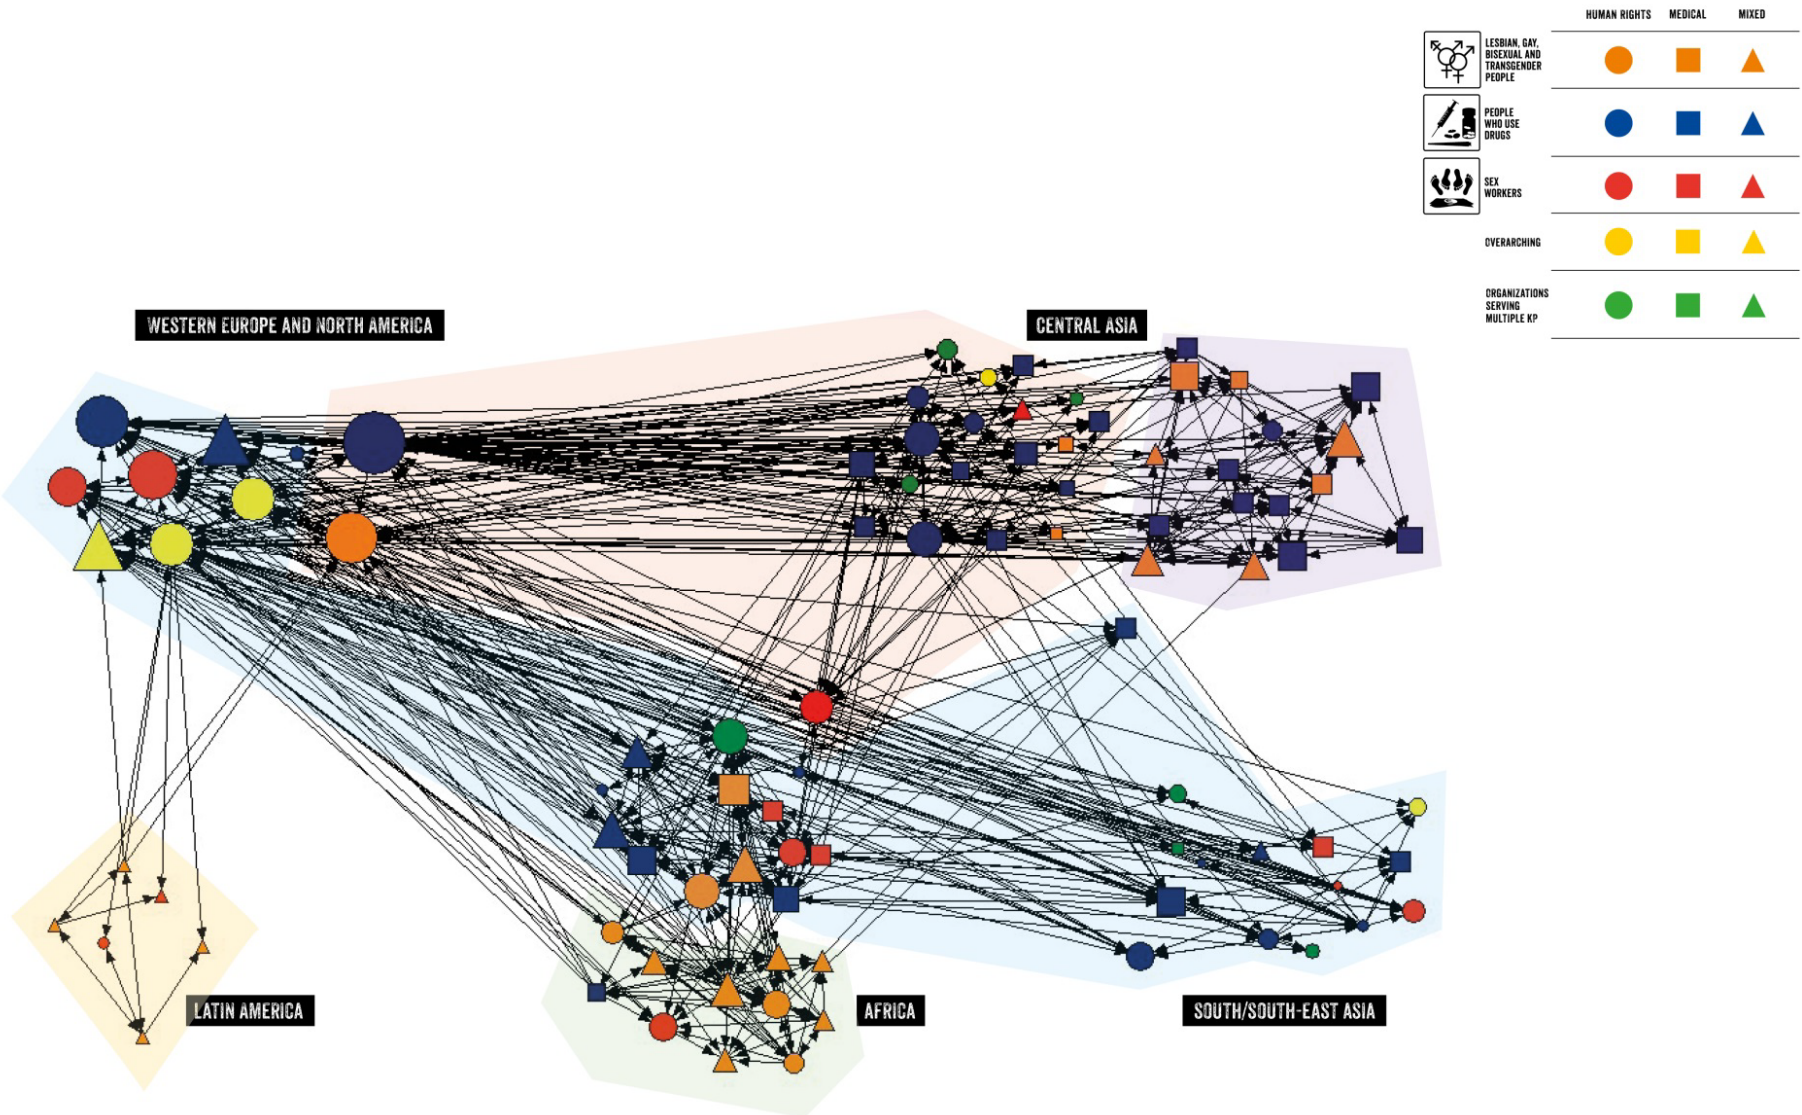 HUMAN RIGHTS MEDICAL MIXED
LESBIAN, GAY,
BISEXUAL AND
TRANSGENDER
PEOPLE
PEOPLE
WHO USE
DRUGS
SEX
WORKERS
OVERARCHING
ORGANIZATIONS
SERVING
MULTIPLE KP
WESTERN EUROPE AND NORTH AMERICA
CENTRAL ASIA
LATIN AMERICA
AFRICA
SOUTH/SOUTH-EAST ASIA